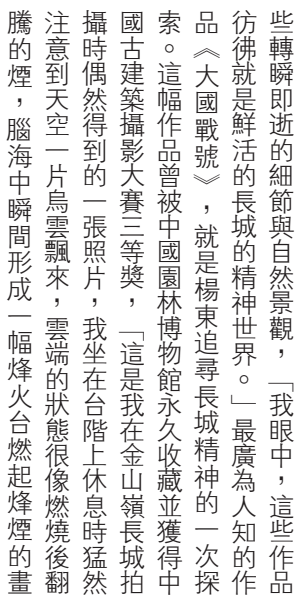 些轉瞬即逝的細節與自然景觀，「我眼中，這些作品
彷彿就是鮮活的長城的精神世界。」最廣為人知的作
品《大國戰號》，就是楊東追尋長城精神的一次探
索。這幅作品曾被中國園林博物館永久收藏並獲得中
國古建築攝影大賽三等獎，「這是我在金山嶺長城拍
攝時偶然得到的一張照片，我坐在台階上休息時猛然
注意到天空一片烏雲飄來，雲端的狀態很像燃燒後翻
騰的煙，腦海中瞬間形成一幅烽火台燃起烽煙的畫